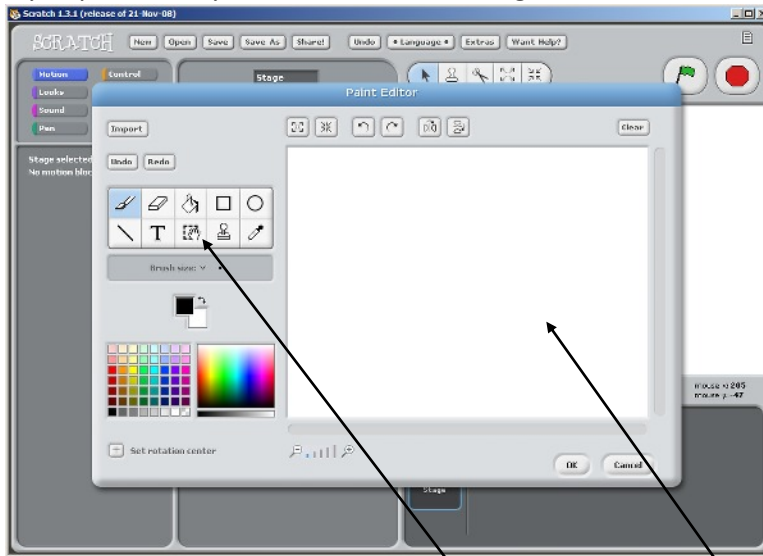 Scratch 1.3.1 (release of 21-Nov-08)
SCRATCH New Open Save Save As Share! Undo • Language • Extras Want Help?
Motion Control Stage
Looks
Sound
Pen
Paint Editor
Import Clear
Undo Redo
Stage selected
No motion
T
Brush size:
Set rotation center
mouse x: 205
mouse y: -47
OK Cancel
Stage